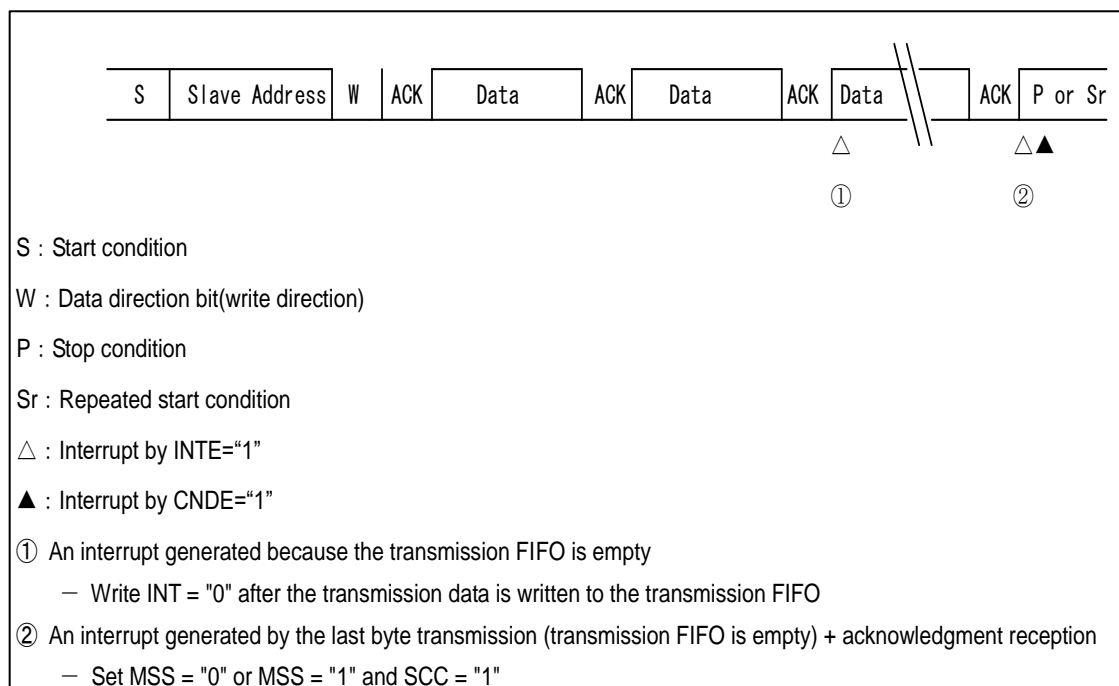 S Slave Address W ACK Data ACK Data ACK Data ACK P or Sr
△ △▲
① ②
S : Start condition
W : Data direction bit(write direction)
P : Stop condition
Sr : Repeated start condition
△ : Interrupt by INTE=“1”
▲ : Interrupt by CNDE=“1”
① An interrupt generated because the transmission FIFO is empty
－ Write INT = "0" after the transmission data is written to the transmission FIFO
② An interrupt generated by the last byte transmission (transmission FIFO is empty) + acknowledgment reception
－ Set MSS = "0" or MSS = "1" and SCC = "1"